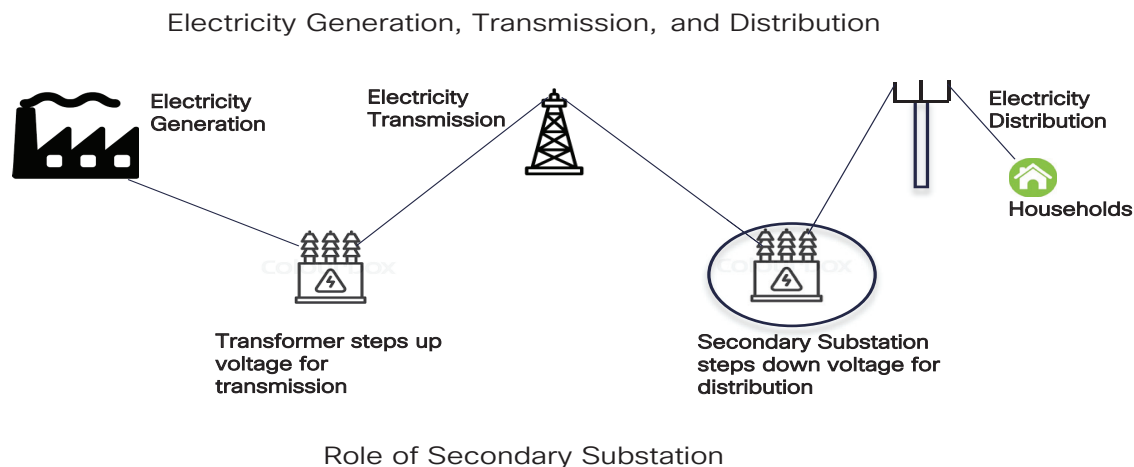 Electricity Generation, Transmission, and Distribution
Electricity
Generation
Electricity
Transmission
Electricity
Distribution
Households
Transformer steps up
voltage for
transmission
Secondary Substation
steps down voltage for
distribution
Role of Secondary Substation